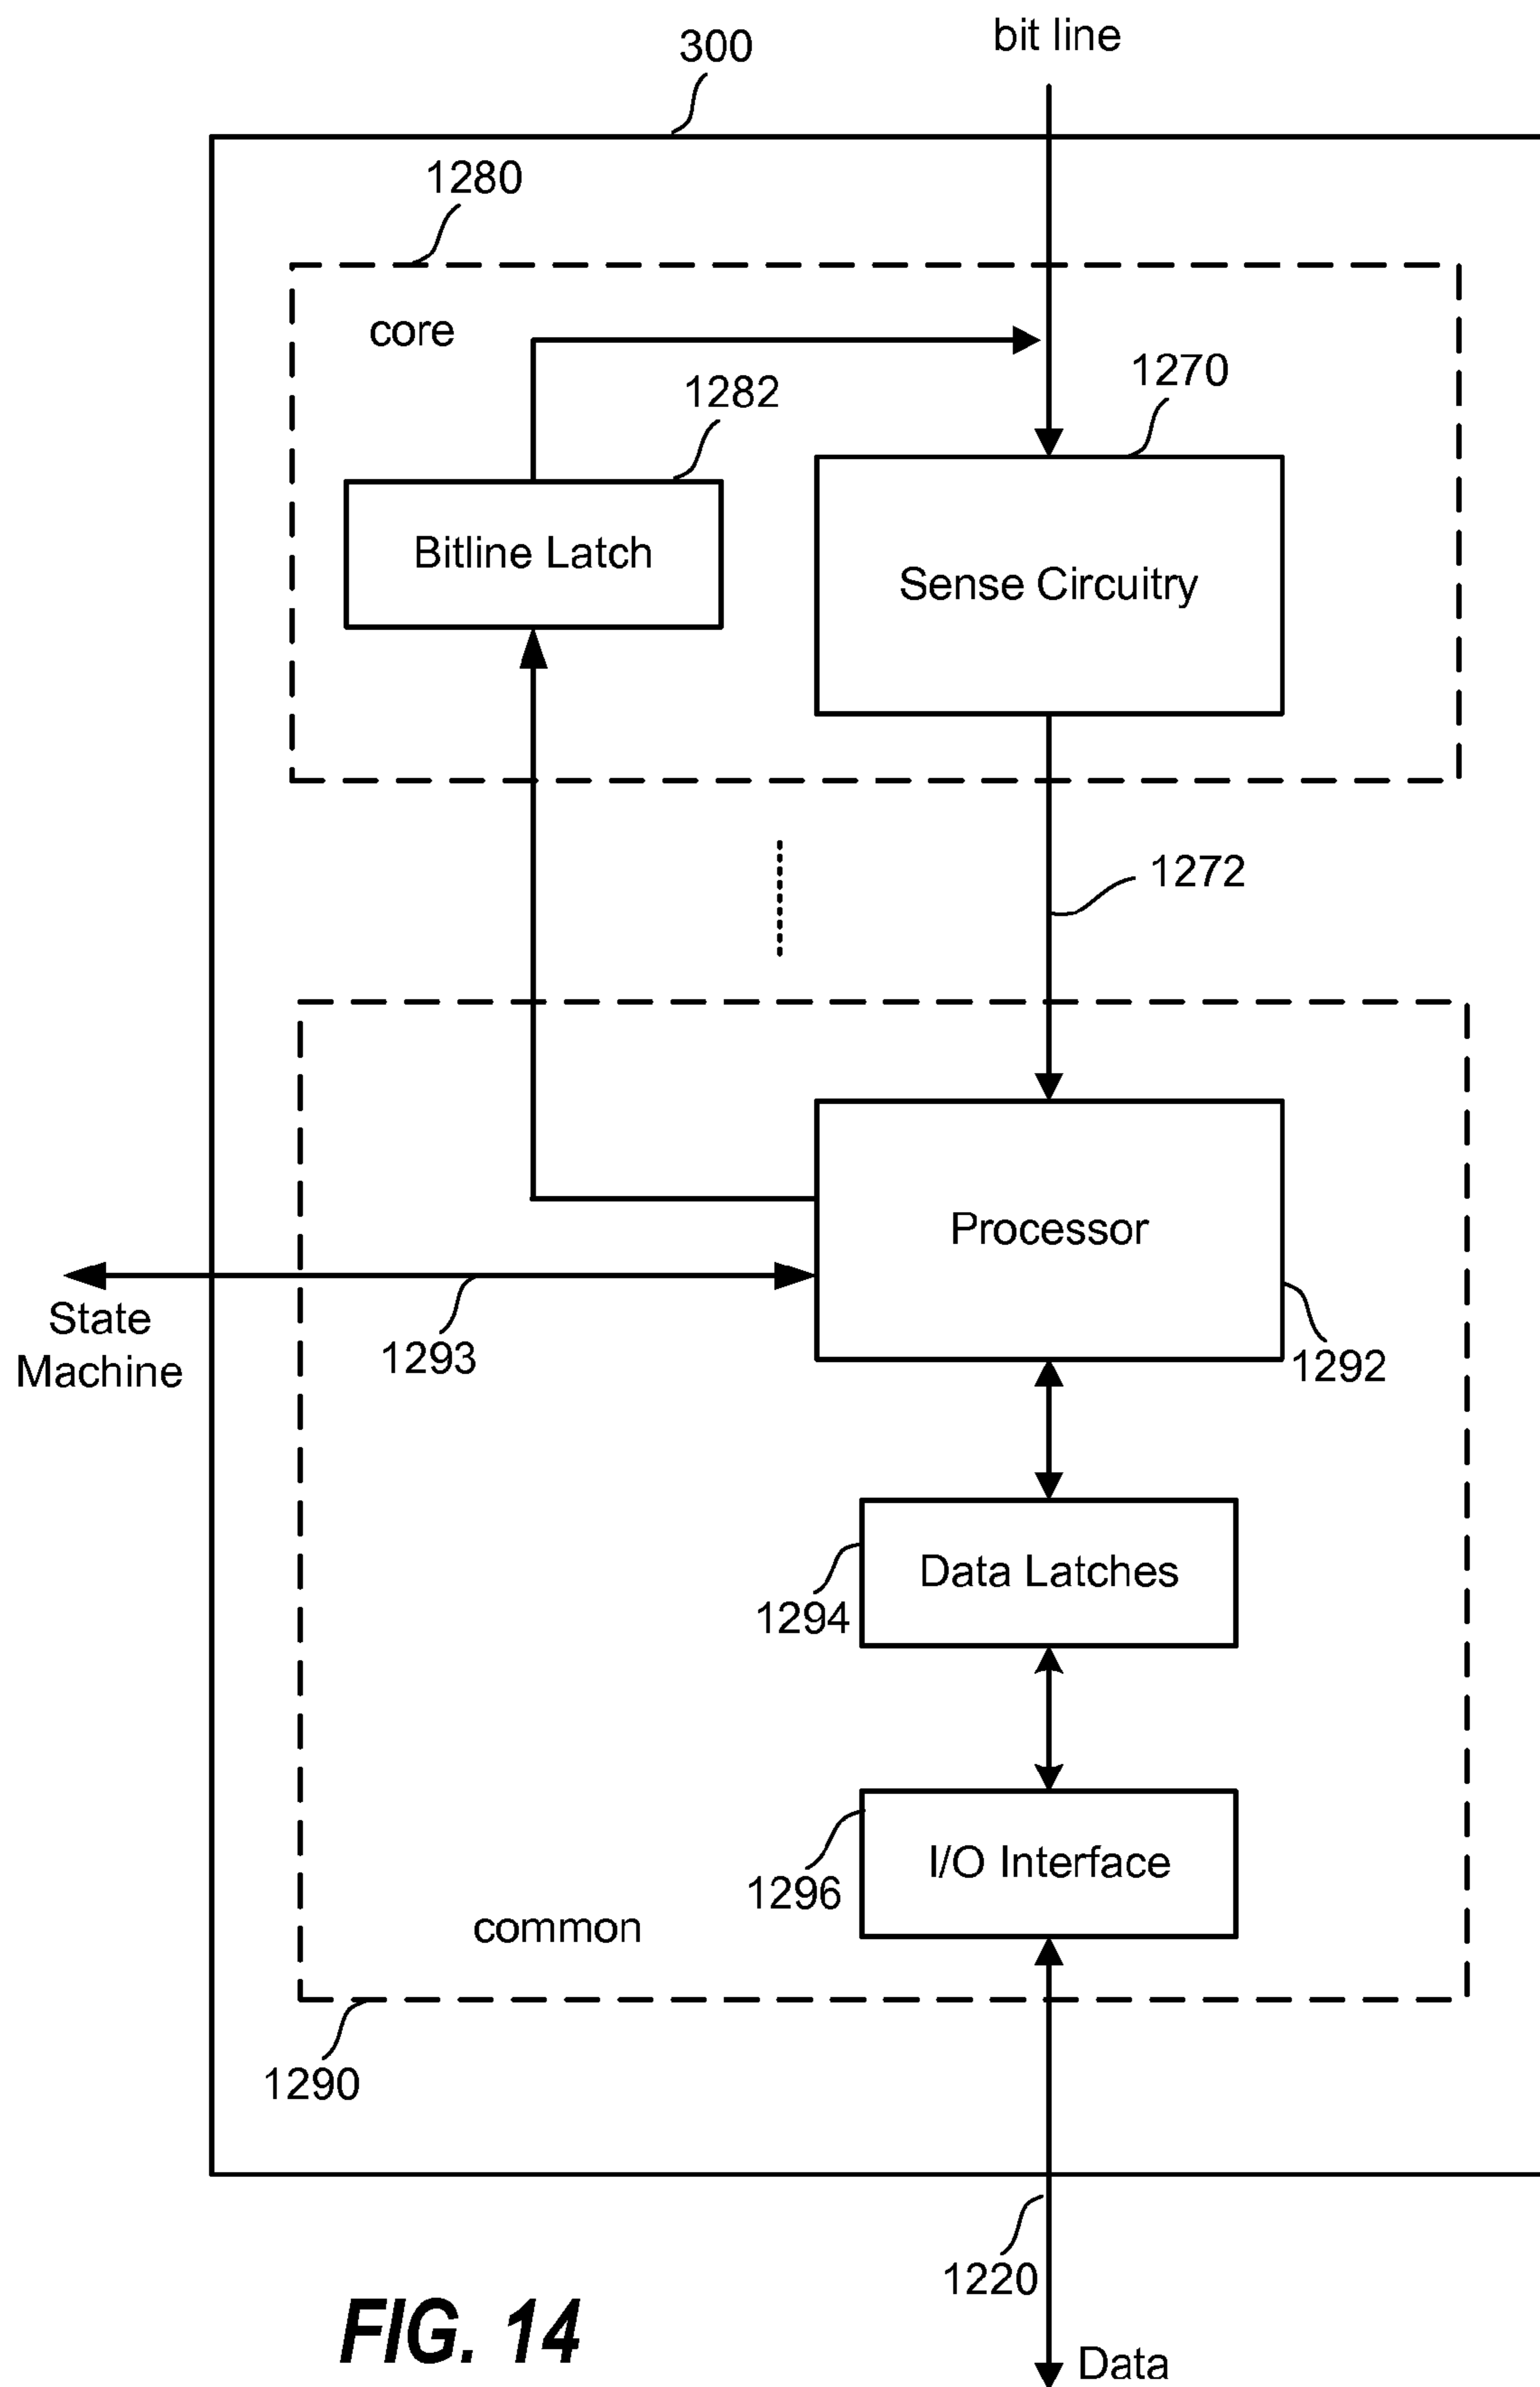 bit line
300
1280
core
1270
1282
Bitline Latch
Sense Circuitry
1272
Processor
State
Machine
1293
1292
Data Latches
1294
I/O Interface
1296
common
1290
1220
FIG. 14
Data